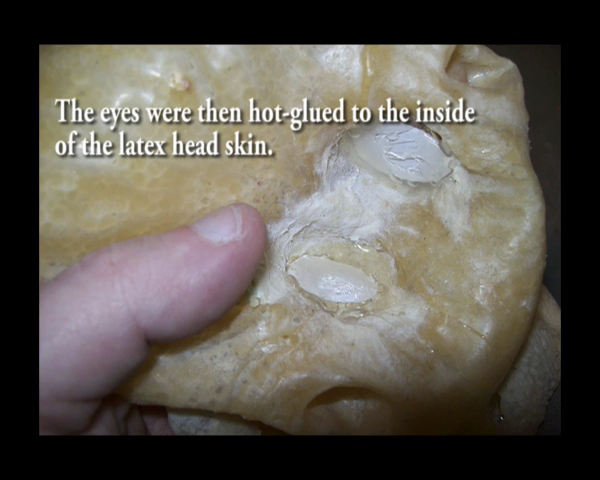 The eyes were then hot-glued to the inside
of the latex head skin.